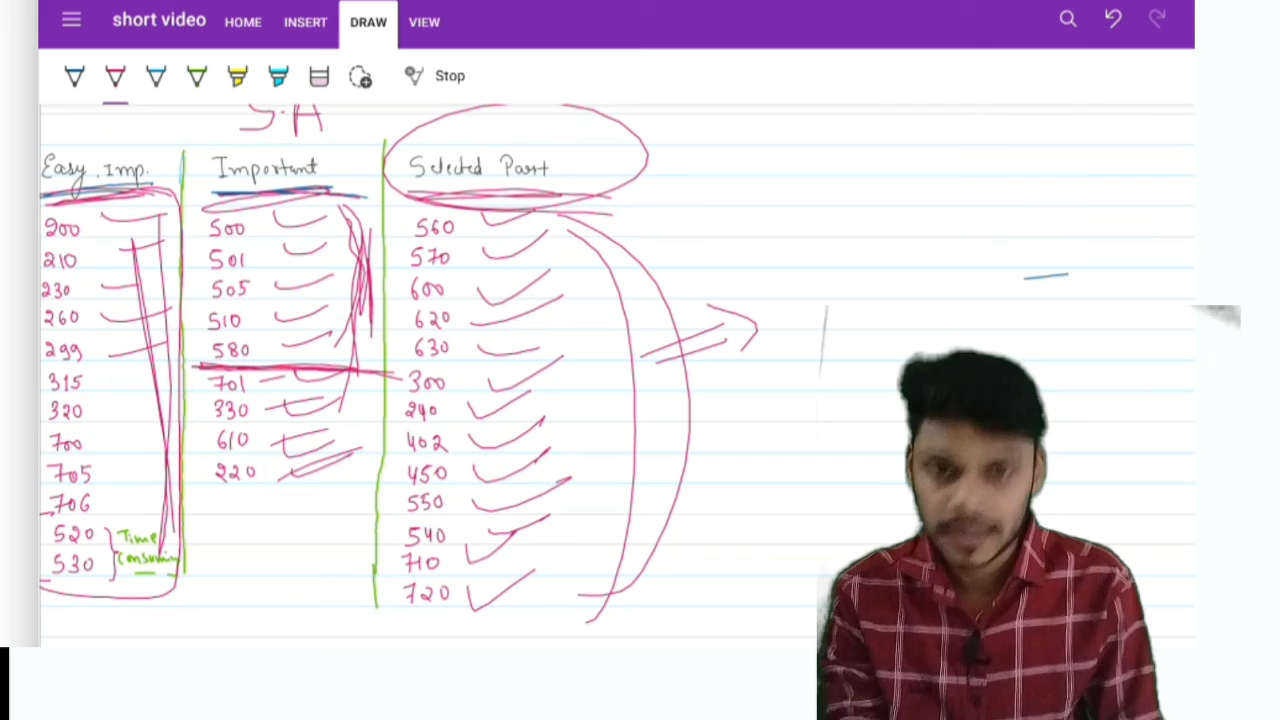 short video HOME INSERT DRAW VIEW
Stop
S.A
Easy, Imp. Important Selected Part
200 500 560
210 501 570
230 505 600
260 510 620
299 580 630
315 701 300
320 330 240
700 610 402
705 220 450
706 550
520 Time 540
530 Consuming 710
720